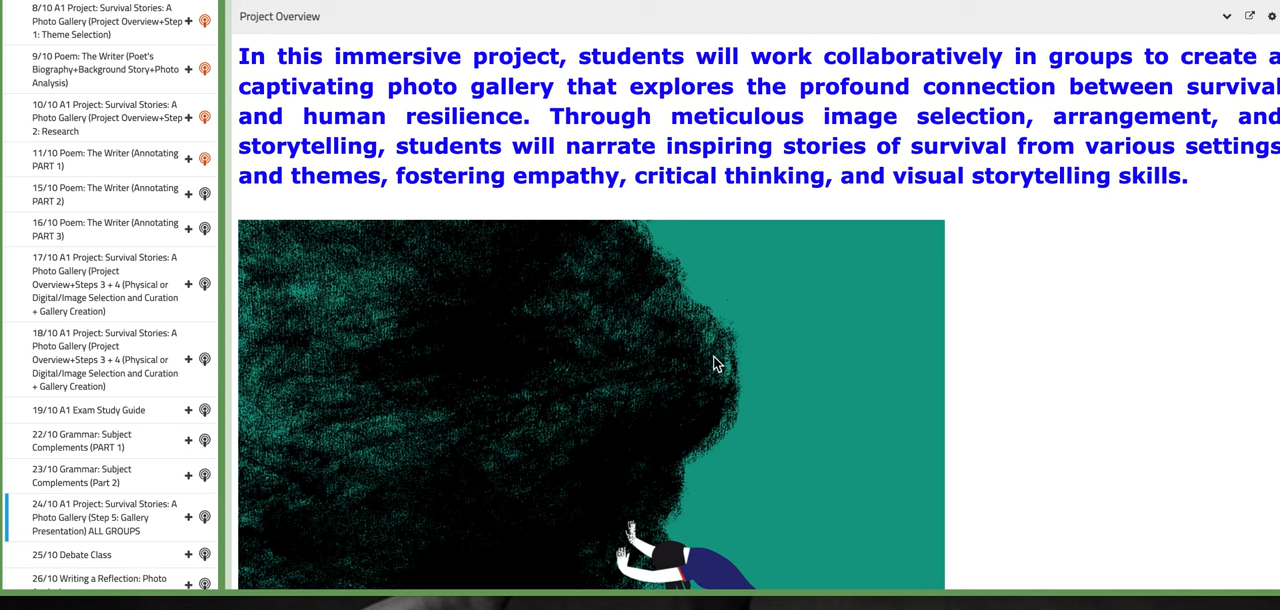 8/10 A1 Project: Survival Stories: A
Photo Gallery (Project Overview+Step
1: Theme Selection)
9/10 Poem: The Writer (Poet's
Biography+Background Story+Photo
Analysis)
10/10 A1 Project: Survival Stories: A
Photo Gallery (Project Overview+Step
2: Research
11/10 Poem: The Writer (Annotating
PART 1)
15/10 Poem: The Writer (Annotating
PART 2)
16/10 Poem: The Writer (Annotating
PART 3)
17/10 A1 Project: Survival Stories: A
Photo Gallery (Project
Overview+Steps 3 + 4 (Physical or
Digital/Image Selection and Curation
+ Gallery Creation)
18/10 A1 Project: Survival Stories: A
Photo Gallery (Project
Overview+Steps 3 + 4 (Physical or
Digital/Image Selection and Curation
+ Gallery Creation)
19/10 A1 Exam Study Guide
22/10 Grammar: Subject
Complements (PART 1)
23/10 Grammar: Subject
Complements (Part 2)
24/10 A1 Project: Survival Stories: A
Photo Gallery (Step 5: Gallery
Presentation) ALL GROUPS
25/10 Debate Class
26/10 Writing a Reflection: Photo
Project Overview
In this immersive project, students will work collaboratively in groups to create a
captivating photo gallery that explores the profound connection between survival
and human resilience. Through meticulous image selection, arrangement, and
storytelling, students will narrate inspiring stories of survival from various settings
and themes, fostering empathy, critical thinking, and visual storytelling skills.